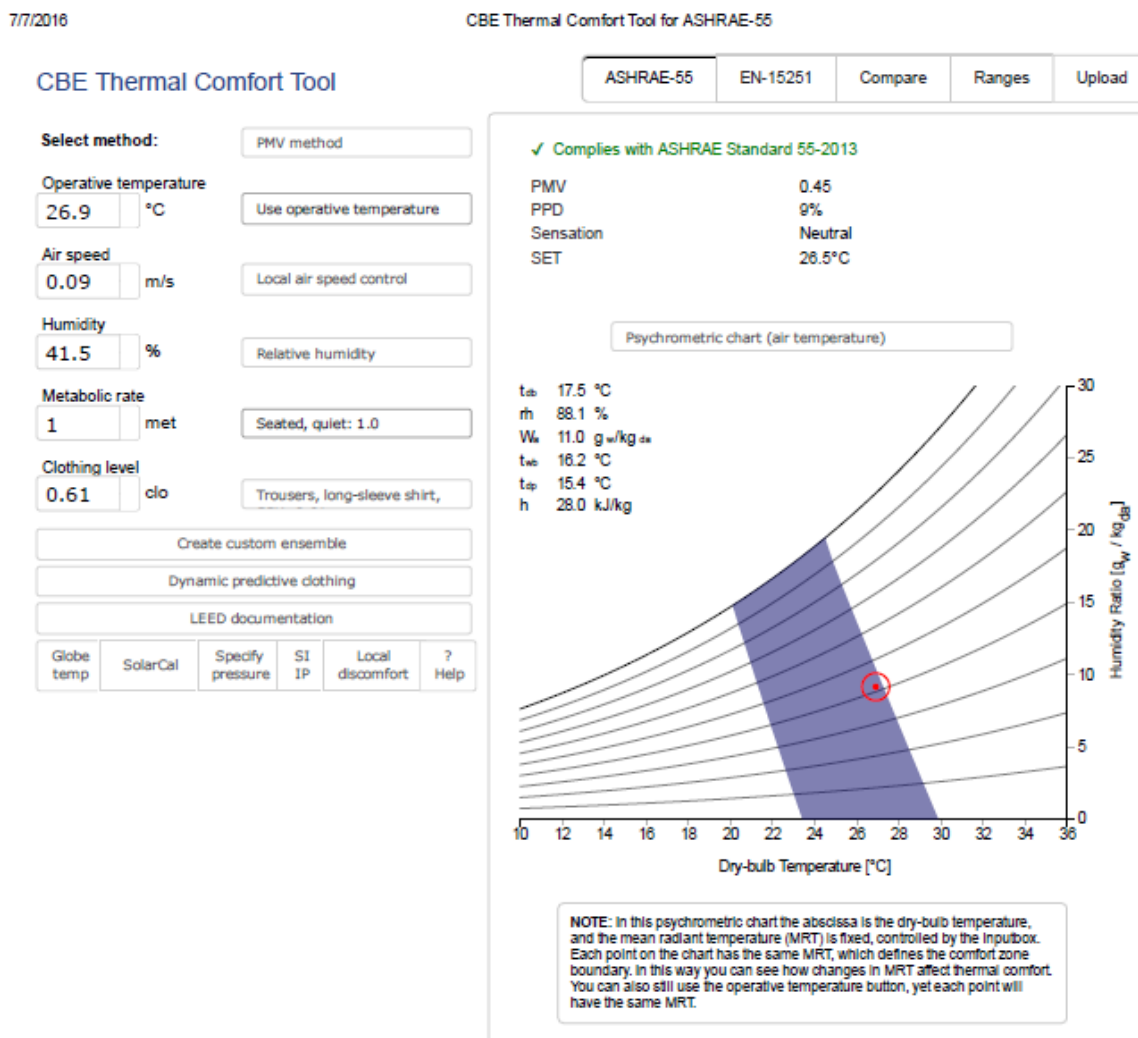 7/7/2016
CBE Thermal Comfort Tool for ASHRAE-55
CBE Thermal Comfort Tool
ASHRAE-55
EN-15251
Compare
Ranges
Upload
Select method:
PMV method
Operative temperature
26.9 °C
Use operative temperature
Air speed
0.09 m/s
Local air speed control
Humidity
41.5 %
Relative humidity
Metabolic rate
1 met
Seated, quiet: 1.0
Clothing level
0.61 clo
Trousers, long-sleeve shirt,
Create custom ensemble
Dynamic predictive clothing
LEED documentation
Globe temp
SolarCal
Specify pressure
SI IP
Local discomfort
? Help
✓ Complies with ASHRAE Standard 55-2013
PMV 0.45
PPD 9%
Sensation Neutral
SET 26.5°C
Psychrometric chart (air temperature)
tdb 17.5 °C
rh 88.1 %
Wa 11.0 g w/kg da
twb 16.2 °C
tdp 15.4 °C
h 28.0 kJ/kg
30
25
20
15
10
5
0
Humidity Ratio [gw / kgda]
10 12 14 16 18 20 22 24 26 28 30 32 34 36
Dry-bulb Temperature [°C]
NOTE: In this psychrometric chart the abscissa is the dry-bulb temperature,
and the mean radiant temperature (MRT) is fixed, controlled by the inputbox.
Each point on the chart has the same MRT, which defines the comfort zone
boundary. In this way you can see how changes in MRT affect thermal comfort.
You can also still use the operative temperature button, yet each point will
have the same MRT.